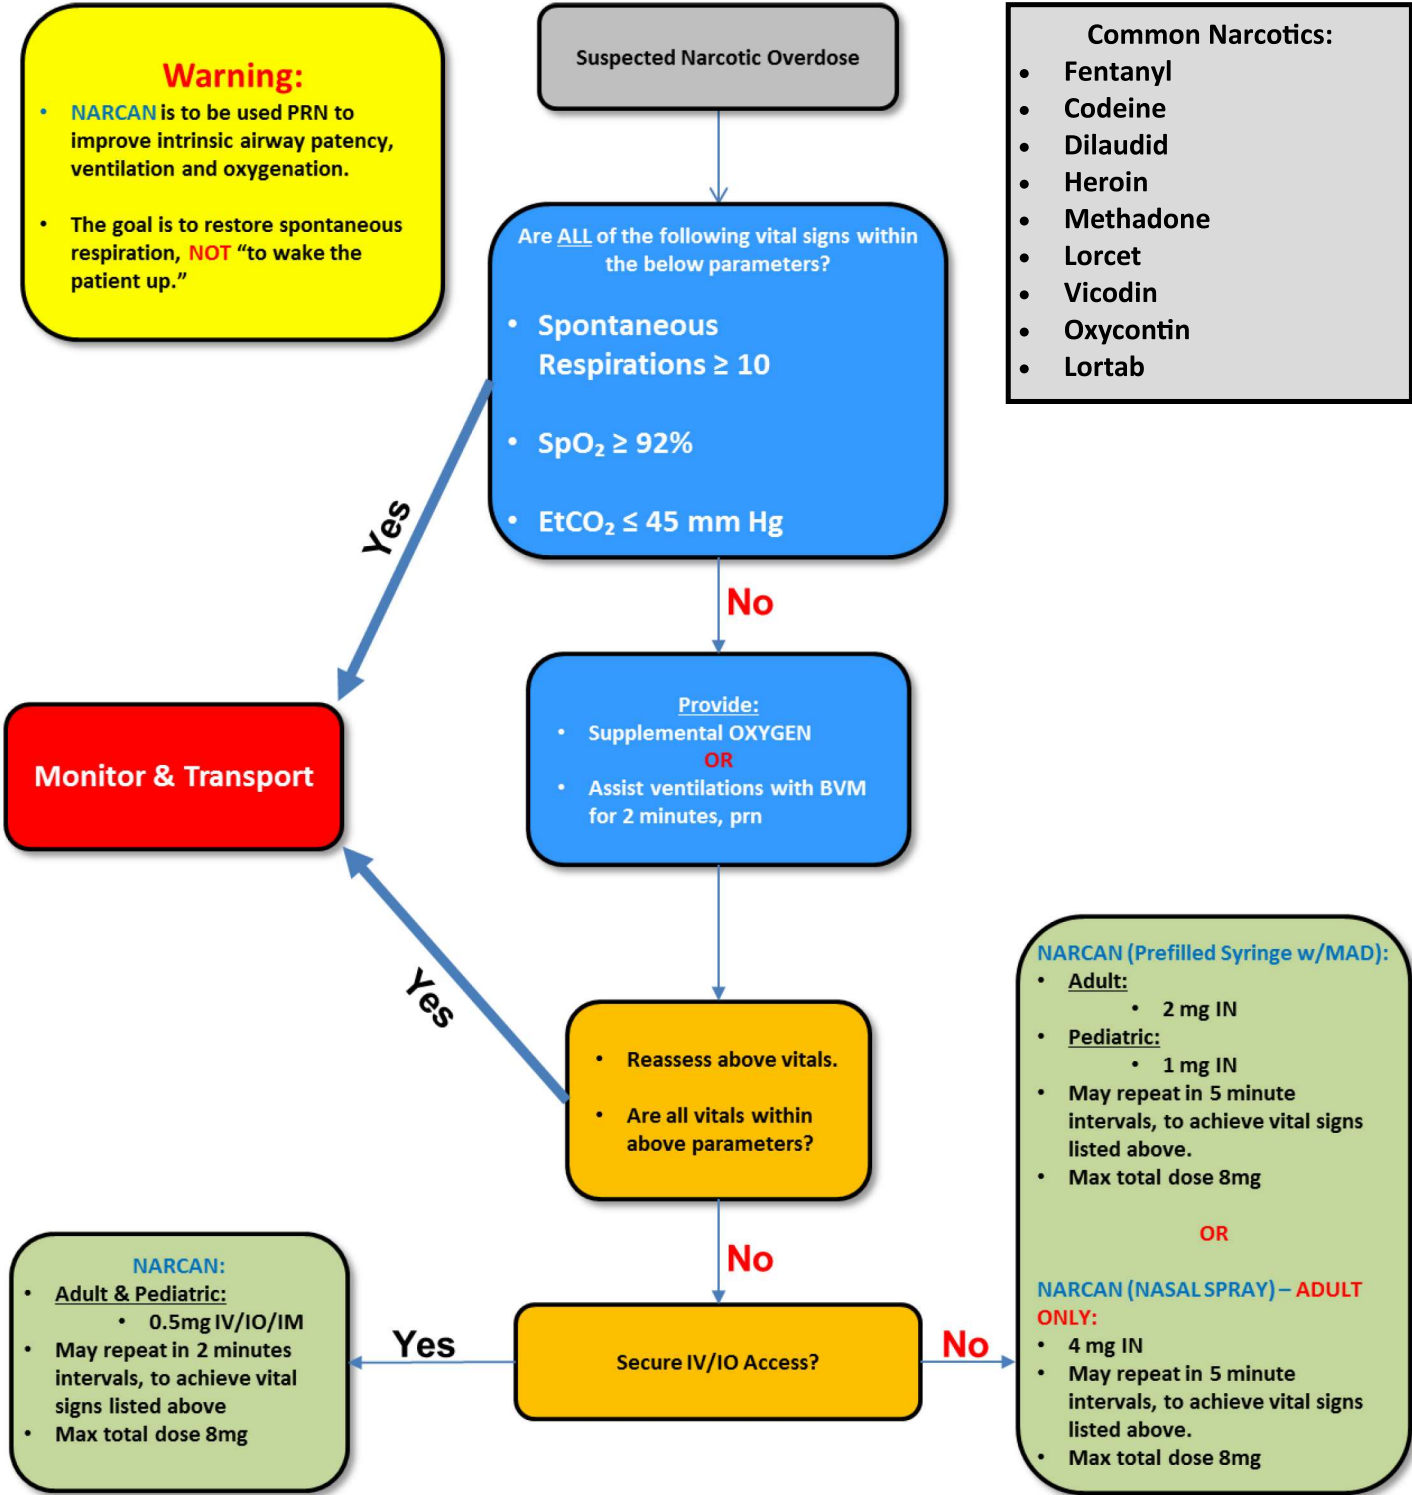 Warning:
• NARCAN is to be used PRN to
improve intrinsic airway patency,
ventilation and oxygenation.
• The goal is to restore spontaneous
respiration, NOT “to wake the
patient up.”
Suspected Narcotic Overdose
Common Narcotics:
• Fentanyl
• Codeine
• Dilaudid
• Heroin
• Methadone
• Lorcet
• Vicodin
• Oxycontin
• Lortab
Are ALL of the following vital signs within
the below parameters?
• Spontaneous
Respirations ≥ 10
• SpO₂ ≥ 92%
• EtCO₂ ≤ 45 mm Hg
Yes
No
Monitor & Transport
Provide:
• Supplemental OXYGEN
OR
• Assist ventilations with BVM
for 2 minutes, prn
Yes
• Reassess above vitals.
• Are all vitals within
above parameters?
No
Secure IV/IO Access?
Yes
No
NARCAN:
• Adult & Pediatric:
• 0.5mg IV/IO/IM
• May repeat in 2 minutes
intervals, to achieve vital
signs listed above
• Max total dose 8mg
NARCAN (Prefilled Syringe w/MAD):
• Adult:
• 2 mg IN
• Pediatric:
• 1 mg IN
• May repeat in 5 minute
intervals, to achieve vital signs
listed above.
• Max total dose 8mg
OR
NARCAN (NASAL SPRAY) – ADULT
ONLY:
• 4 mg IN
• May repeat in 5 minute
intervals, to achieve vital signs
listed above.
• Max total dose 8mg